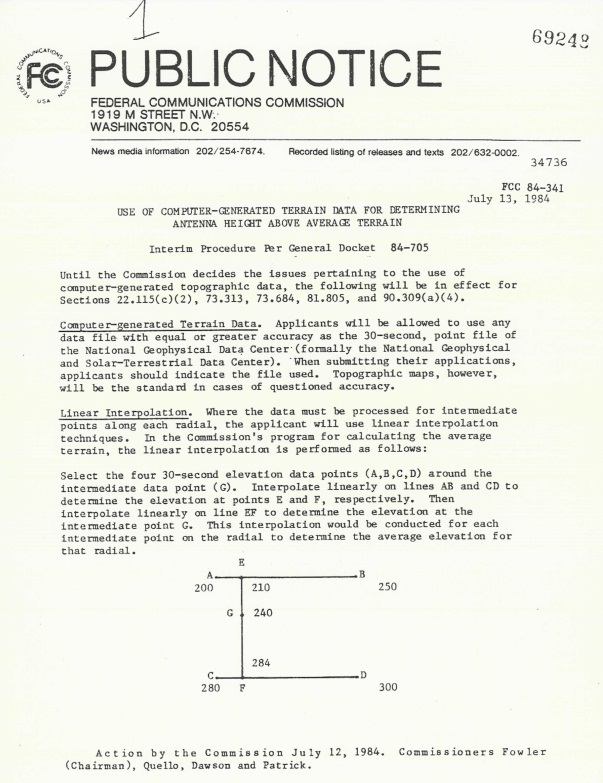 1
69248
FEDERAL COMMUNICATIONS COMMISSION
FCC
USA
PUBLIC NOTICE
FEDERAL COMMUNICATIONS COMMISSION
1919 M STREET N.W.
WASHINGTON, D.C. 20554
News media information 202/254-7674. Recorded listing of releases and texts 202/632-0002.
34736
FCC 84-341
July 13, 1984
USE OF COMPUTER-GENERATED TERRAIN DATA FOR DETERMINING
ANTENNA HEIGHT ABOVE AVERAGE TERRAIN
Interim Procedure Per General Docket 84-705
Until the Commission decides the issues pertaining to the use of
computer-generated topographic data, the following will be in effect for
Sections 22.115(c)(2), 73.313, 73.684, 81.805, and 90.309(a)(4).
Computer-generated Terrain Data. Applicants will be allowed to use any
data file with equal or greater accuracy as the 30-second, point file of
the National Geophysical Data Center (formally the National Geophysical
and Solar-Terrestrial Data Center). When submitting their applications,
applicants should indicate the file used. Topographic maps, however,
will be the standard in cases of questioned accuracy.
Linear Interpolation. Where the data must be processed for intermediate
points along each radial, the applicant will use linear interpolation
techniques. In the Commission's program for calculating the average
terrain, the linear interpolation is performed as follows:
Select the four 30-second elevation data points (A,B,C,D) around the
intermediate data point (G). Interpolate linearly on lines AB and CD to
determine the elevation at points E and F, respectively. Then
interpolate linearly on line EF to determine the elevation at the
intermediate point G. This interpolation would be conducted for each
intermediate point on the radial to determine the average elevation for
that radial.
E
A B
200 210 250
G 240
284
C D
280 F 300
Action by the Commission July 12, 1984. Commissioners Fowler
(Chairman), Quello, Dawson and Patrick.